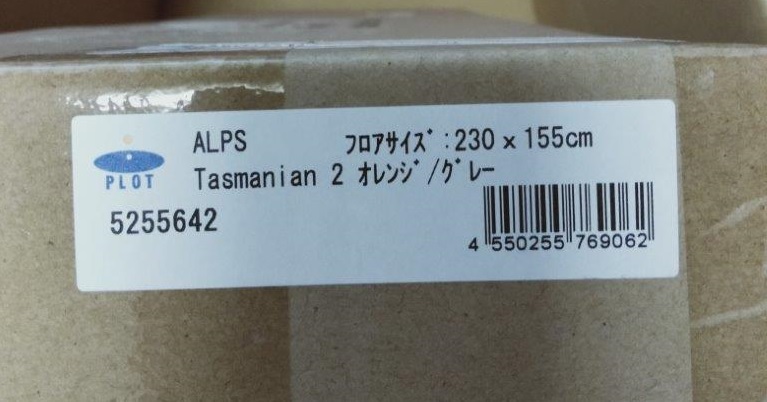 PLOT
ALPS ﾌﾛｱｻｲｽﾞ:230×155cm
Tasmanian 2 ｵﾚﾝｼﾞ/ｸﾞﾚｰ
5255642
4 550255 769062